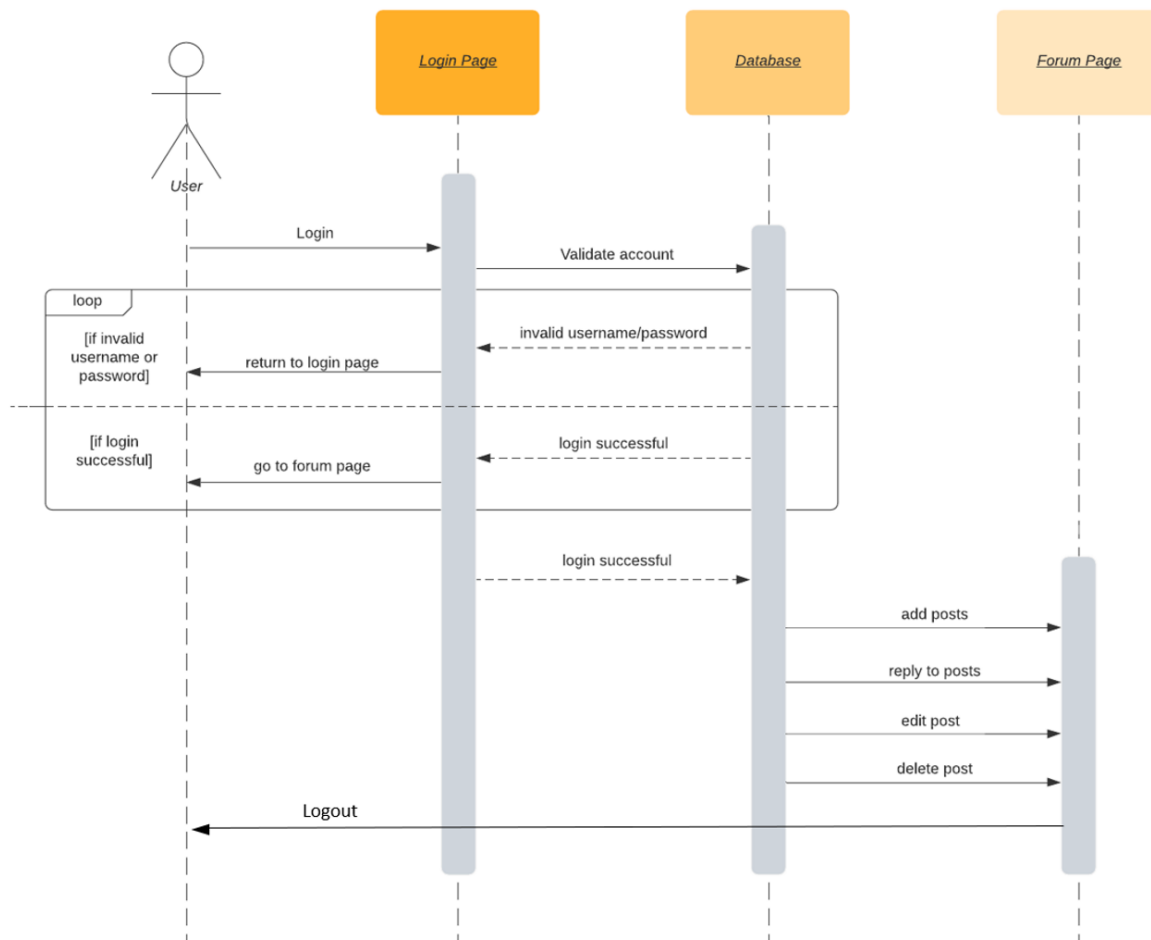 Login Page
Database
Forum Page
User
Login
Validate account
loop
[if invalid
username or
password]
invalid username/password
return to login page
[if login
successful]
login successful
go to forum page
login successful
add posts
reply to posts
edit post
delete post
Logout